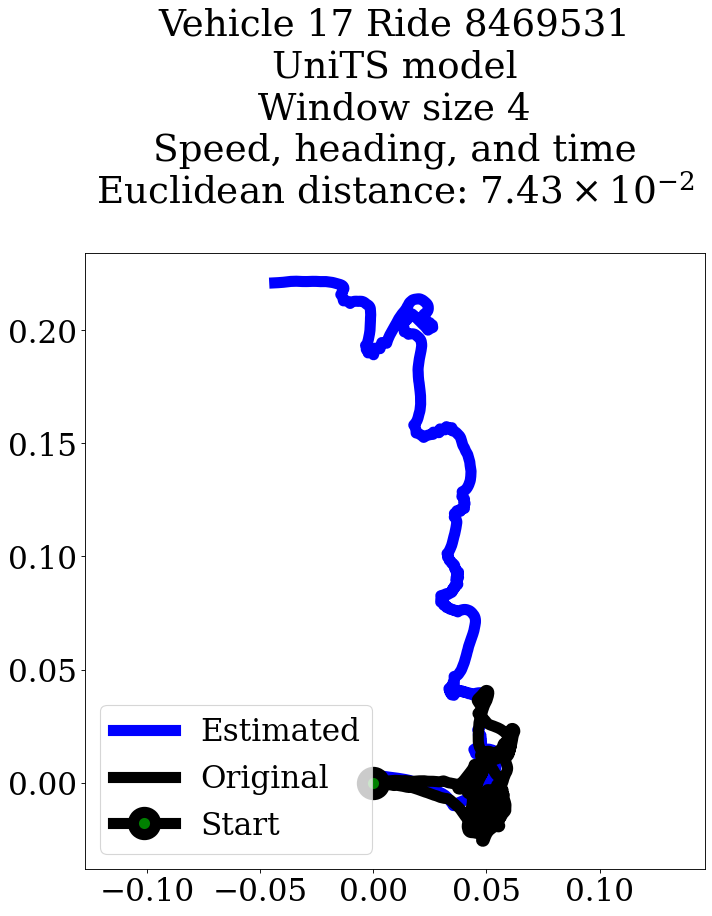 Vehicle 17 Ride 8469531
UniTS model
Window size 4
Speed, heading, and time
Euclidean distance: 7.43 × 10⁻²
0.20
0.15
0.10
0.05
0.00
Estimated
Original
Start
−0.10 −0.05 0.00 0.05 0.10